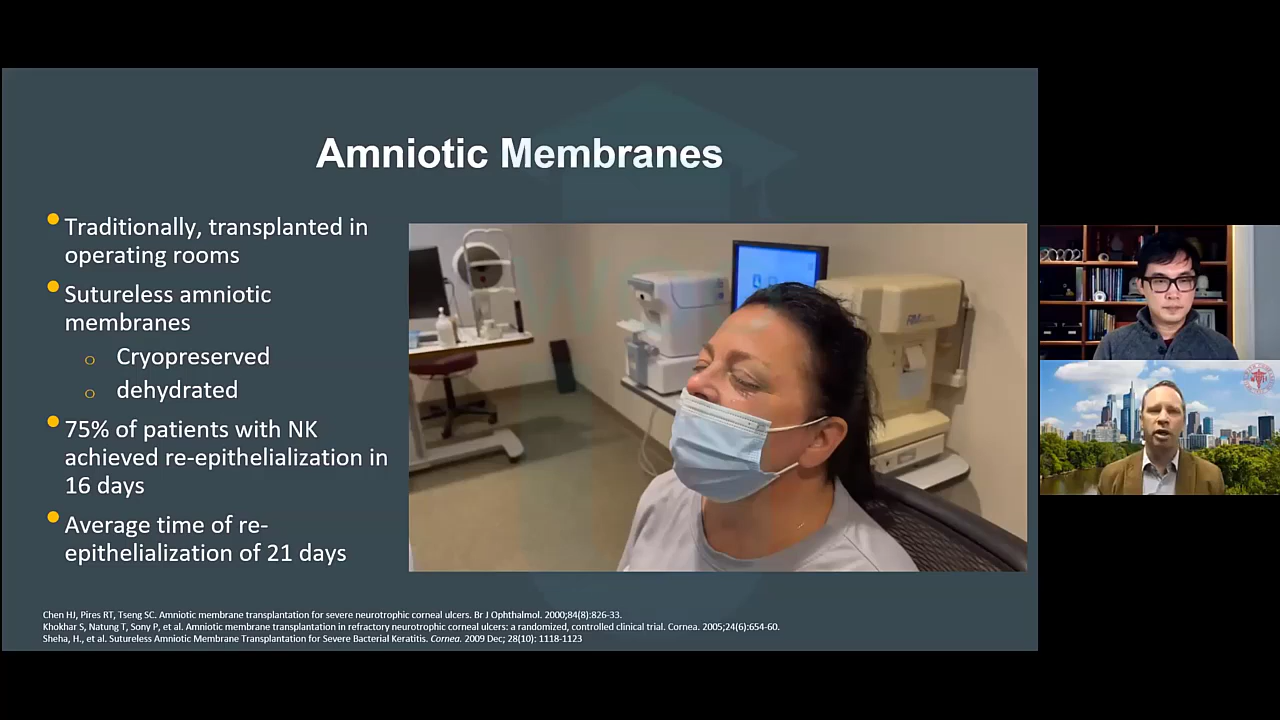 Amniotic Membranes
Traditionally, transplanted in
operating rooms
Sutureless amniotic
membranes
Cryopreserved
dehydrated
75% of patients with NK
achieved re-epithelialization in
16 days
Average time of re-
epithelialization of 21 days
Chen HJ, Pires RT, Tseng SC. Amniotic membrane transplantation for severe neurotrophic corneal ulcers. Br J Ophthalmol. 2000;84(8):826-33.
Khokhar S, Natung T, Sony P, et al. Amniotic membrane transplantation in refractory neurotrophic corneal ulcers: a randomized, controlled clinical trial. Cornea. 2005;24(6):654-60.
Sheha, H., et al. Sutureless Amniotic Membrane Transplantation for Severe Bacterial Keratitis. Cornea. 2009 Dec; 28(10): 1118-1123